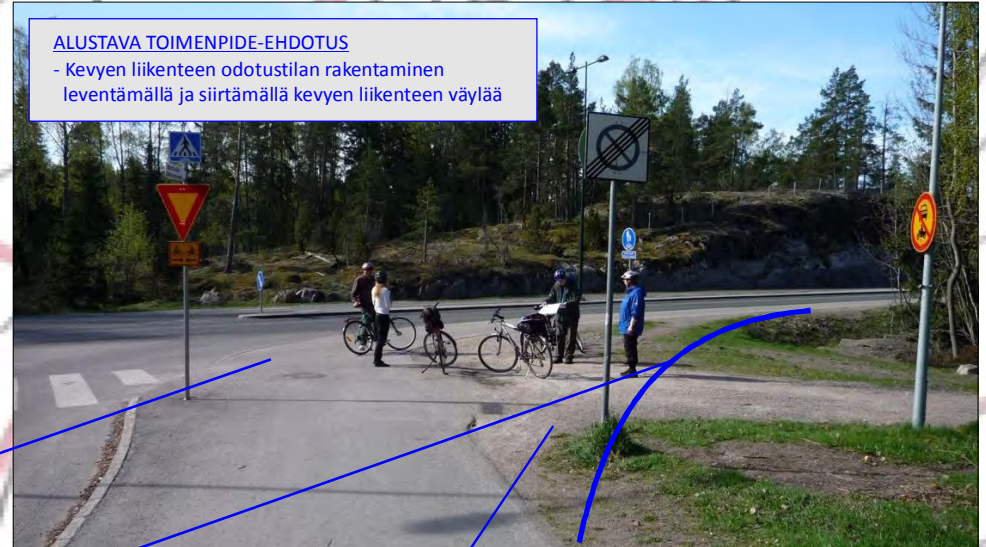 ALUSTAVA TOIMENPIDE-EHDOTUS
- Kevyen liikenteen odotustilan rakentaminen
leventämällä ja siirtämällä kevyen liikenteen väylää